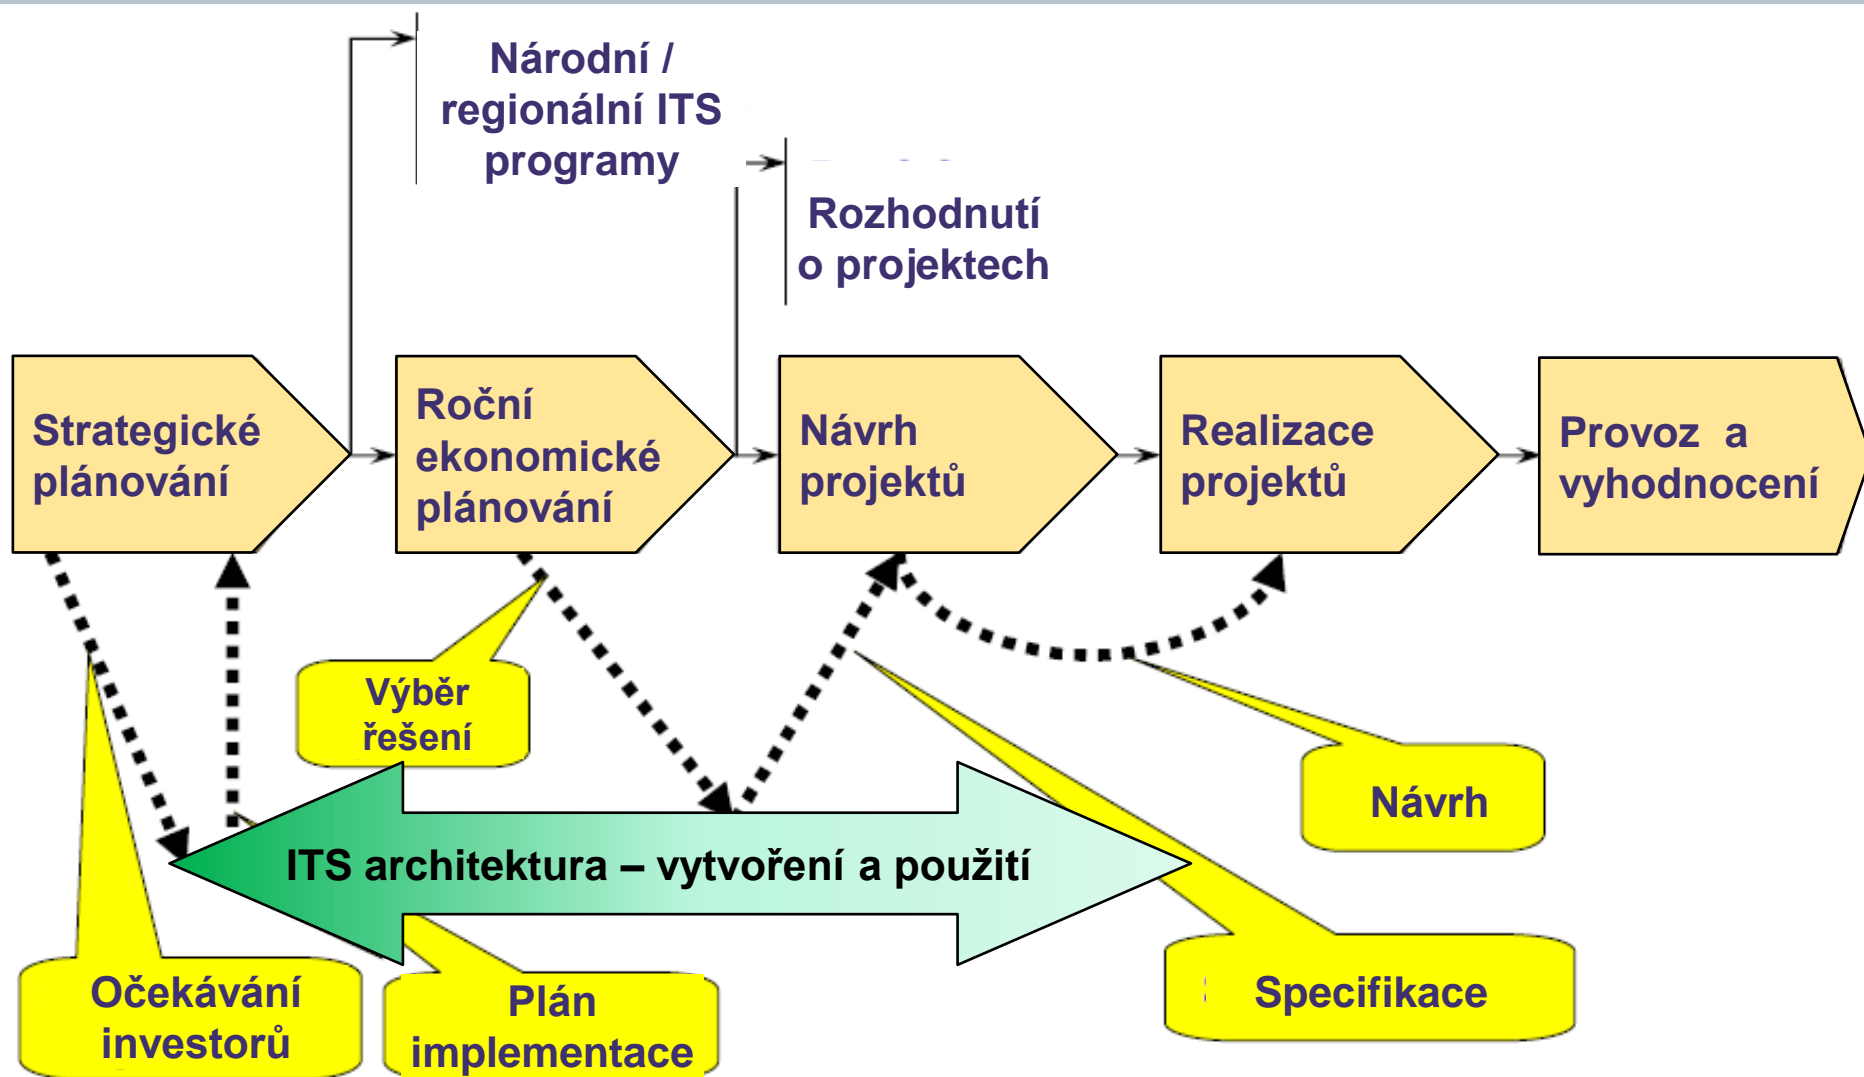 Národní /
regionální ITS
programy
Rozhodnutí
o projektech
Strategické
plánování
Roční
ekonomické
plánování
Návrh
projektů
Realizace
projektů
Provoz a
vyhodnocení
Výběr
řešení
Návrh
ITS architektura – vytvoření a použití
Očekávání
investorů
Plán
implementace
Specifikace